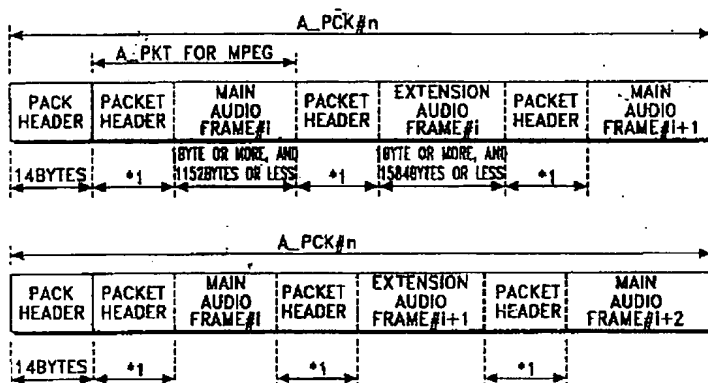 A_PCK#n
A_PKT FOR MPEG
PACK HEADER
PACKET HEADER
MAIN AUDIO FRAME#i
PACKET HEADER
EXTENSION AUDIO FRAME#i
PACKET HEADER
MAIN AUDIO FRAME#i+1
14BYTES
*1
1BYTE OR MORE, AND 1152BYTES OR LESS
*1
1BYTE OR MORE, AND 1584BYTES OR LESS
*1
A_PCK#n
PACK HEADER
PACKET HEADER
MAIN AUDIO FRAME#i
PACKET HEADER
EXTENSION AUDIO FRAME#i+1
PACKET HEADER
MAIN AUDIO FRAME#i+2
14BYTES
*1
*1
*1